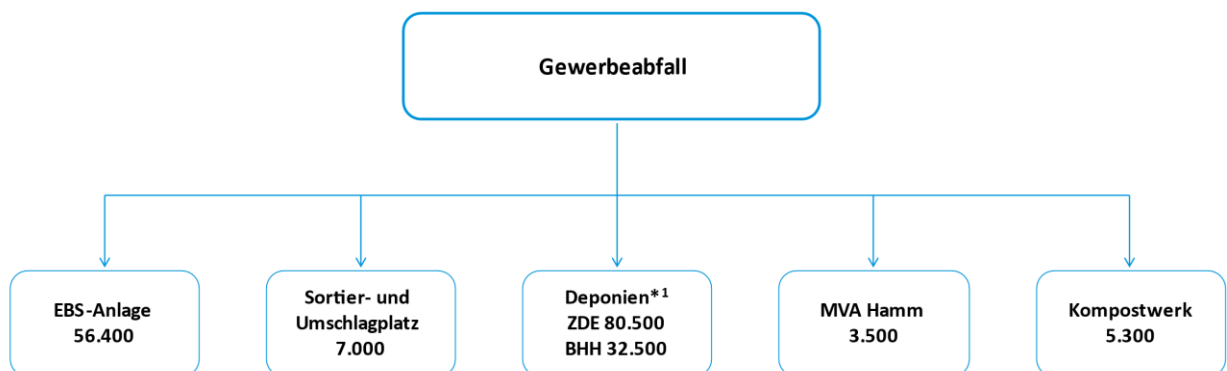 Gewerbeabfall
EBS-Anlage
56.400
Sortier- und
Umschlagplatz
7.000
Deponien*¹
ZDE 80.500
BHH 32.500
MVA Hamm
3.500
Kompostwerk
5.300